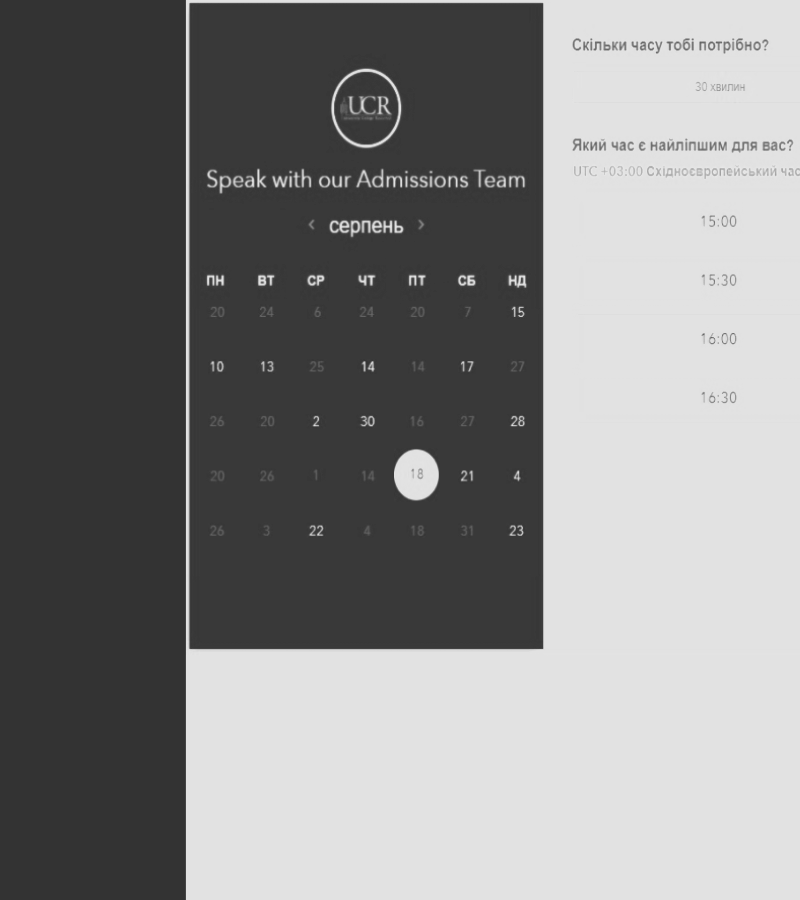 UCR
Speak with our Admissions Team
‹ серпень ›
ПН ВТ СР ЧТ ПТ СБ НД
20 24 6 24 20 7 15
10 13 25 14 14 17 27
26 20 2 30 16 27 28
20 26 1 14 18 21 4
26 3 22 4 18 31 23
Скільки часу тобі потрібно?
30 хвилин
Який час є найліпшим для вас?
UTC +03:00 Східноєвропейський час
15:00
15:30
16:00
16:30